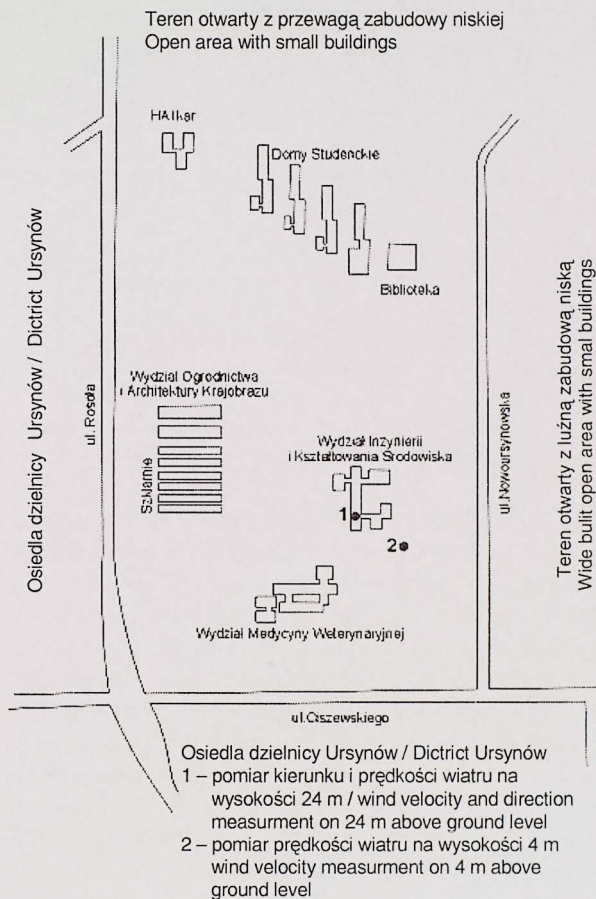 Teren otwarty z przewagą zabudowy niskiej
Open area with small buildings
HAlkar
Domy Studenckie
Biblioteka
Osiedla dzielnicy Ursynów / Dictrict Ursynów
ul. Rosoła
Wydział Ogrodnictwa
i Architektury Krajobrazu
Szklarnie
Wydział Inżynierii
i Kształtowania Srodowiska
1
2
ul.Nowoursynowska
Teren otwarty z luźną zabudową niską
Wide bulit open area with smal buildings
Wydział Medycyny Weterynaryjnej
ul.Ciszewskiego
Osiedla dzielnicy Ursynów / Dictrict Ursynów
1 – pomiar kierunku i prędkości wiatru na
wysokości 24 m / wind velocity and direction
measurment on 24 m above ground level
2 – pomiar prędkości wiatru na wysokości 4 m
wind velocity measurment on 4 m above
ground level